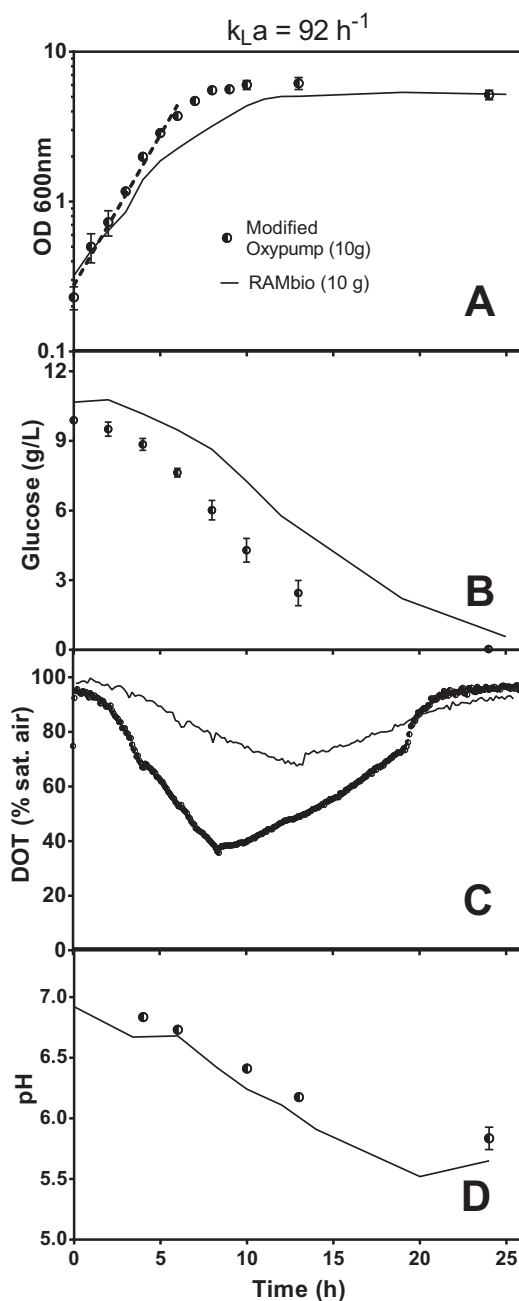 kLa = 92 h-1
10
1
0.1
OD 600nm
Modified
Oxypump (10g)
RAMbio (10 g)
A
12
9
6
3
0
Glucose (g/L)
B
100
80
60
40
20
0
DOT (% sat. air)
C
7.0
6.5
6.0
5.5
5.0
pH
D
0 5 10 15 20 25
Time (h)